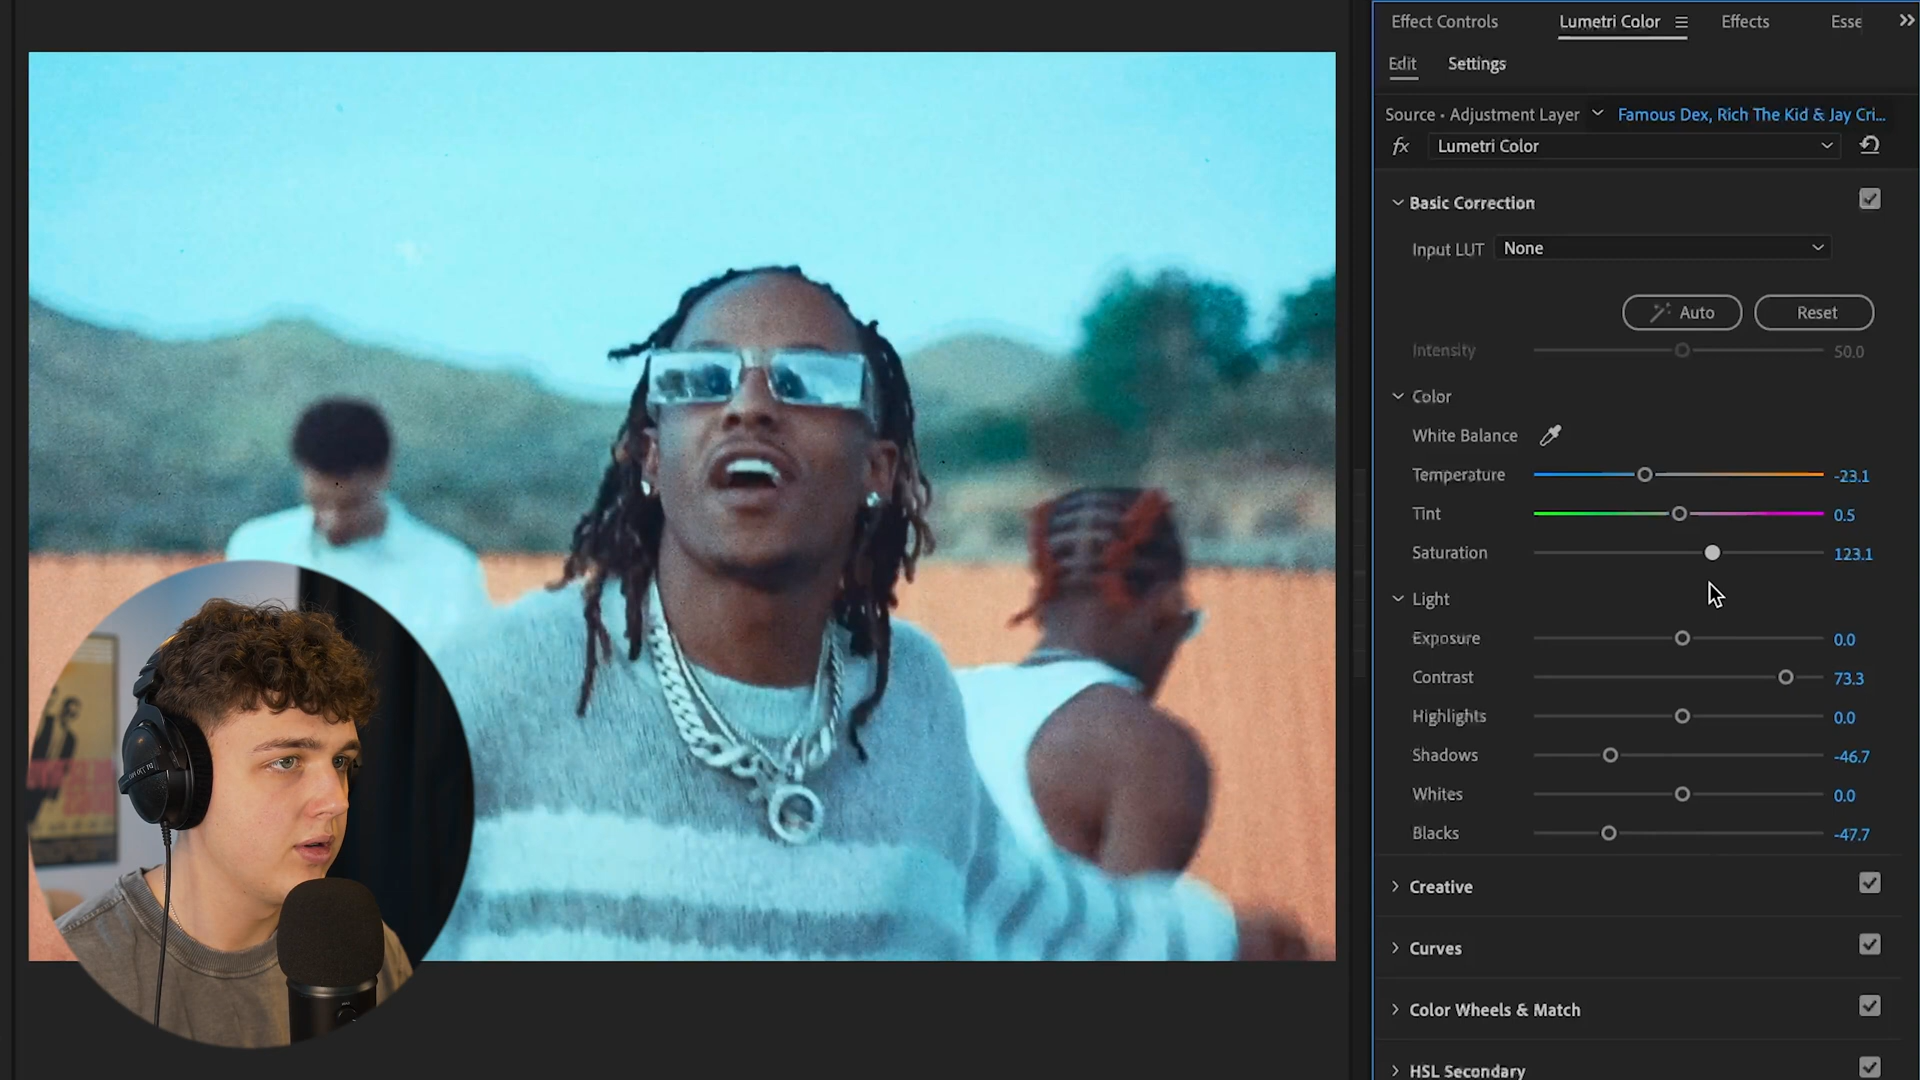 Effect Controls
Lumetri Color
Effects
Esse
Edit
Settings
Source • Adjustment Layer
Famous Dex, Rich The Kid & Jay Cri...
fx
Lumetri Color
Basic Correction
Input LUT
None
Auto
Reset
Intensity
50.0
Color
White Balance
Temperature
-23.1
Tint
0.5
Saturation
123.1
Light
Exposure
0.0
Contrast
73.3
Highlights
0.0
Shadows
-46.7
Whites
0.0
Blacks
-47.7
Creative
Curves
Color Wheels & Match
HSL Secondary